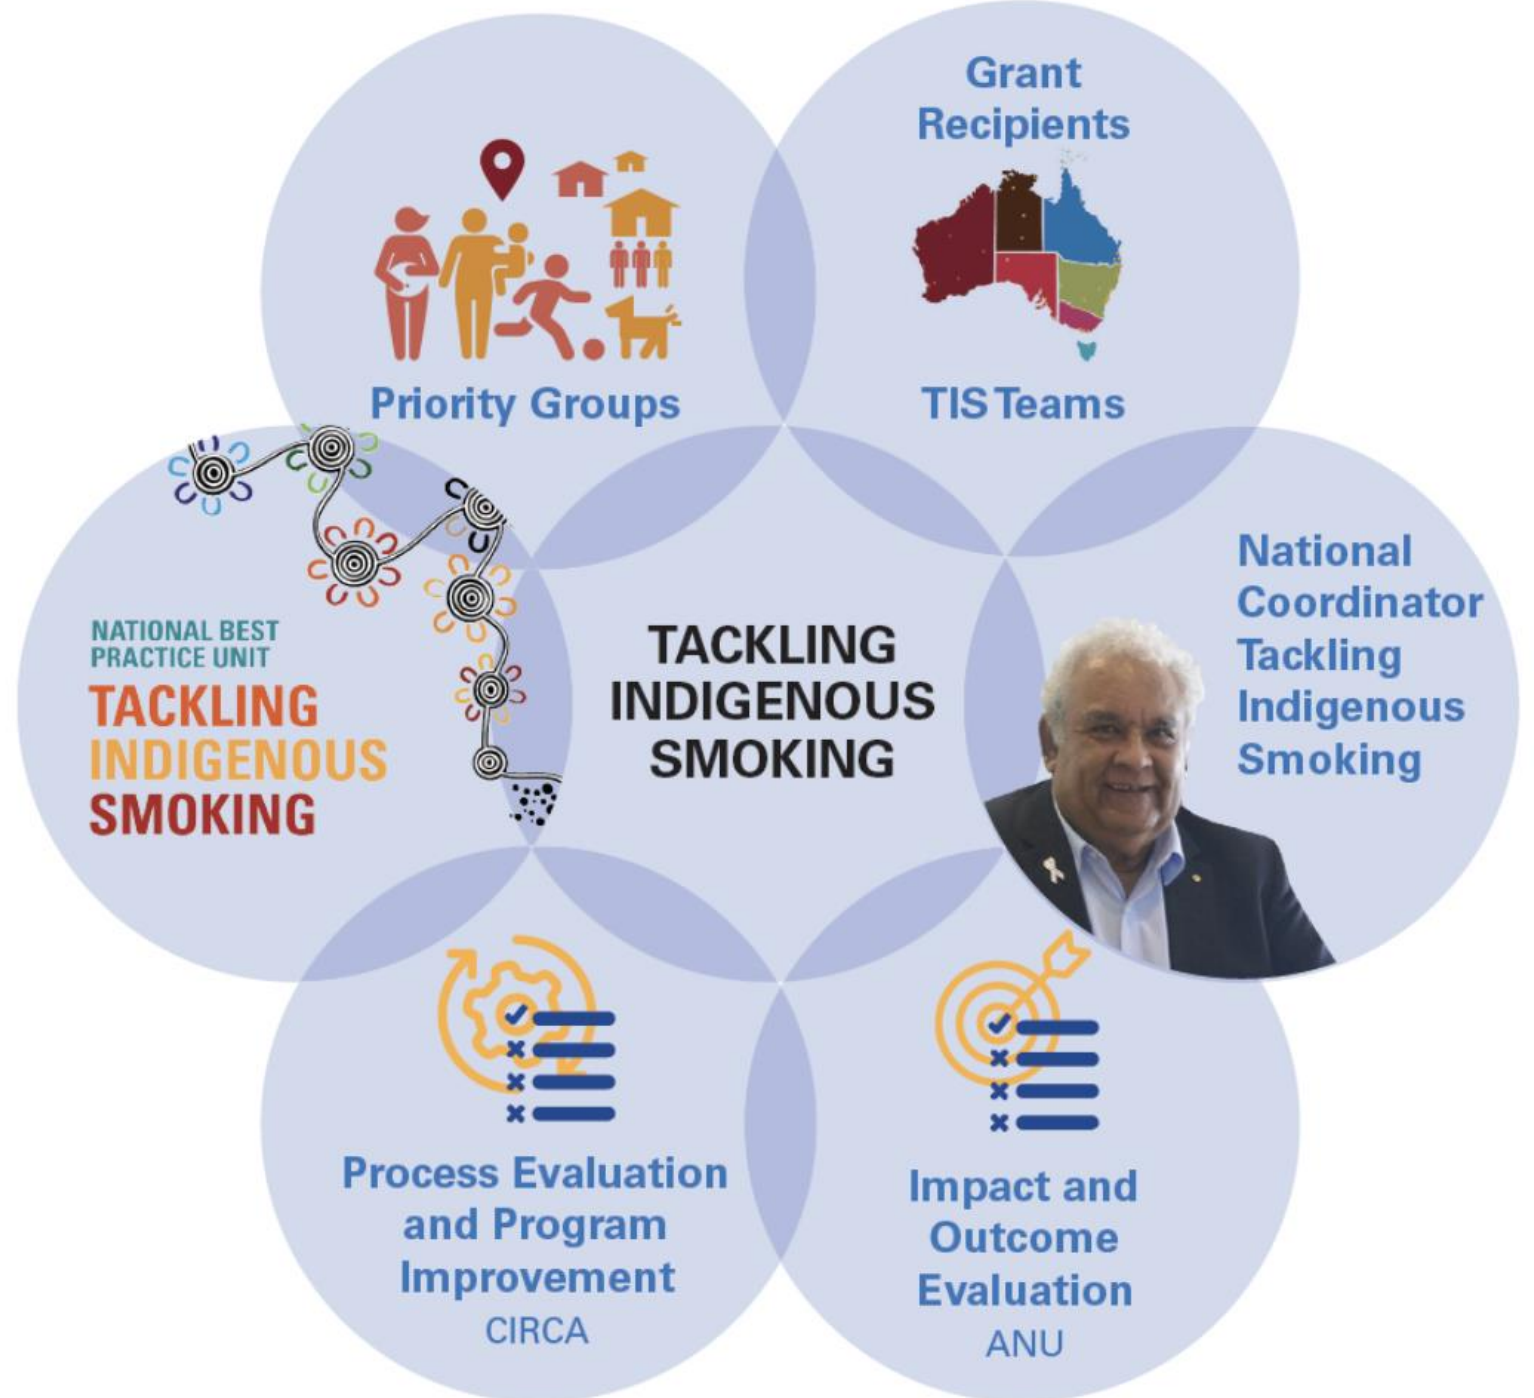 Grant
Recipients
Priority Groups
TIS Teams
NATIONAL BEST
PRACTICE UNIT
TACKLING
INDIGENOUS
SMOKING
TACKLING
INDIGENOUS
SMOKING
National
Coordinator
Tackling
Indigenous
Smoking
Process Evaluation
and Program
Improvement
CIRCA
Impact and
Outcome
Evaluation
ANU